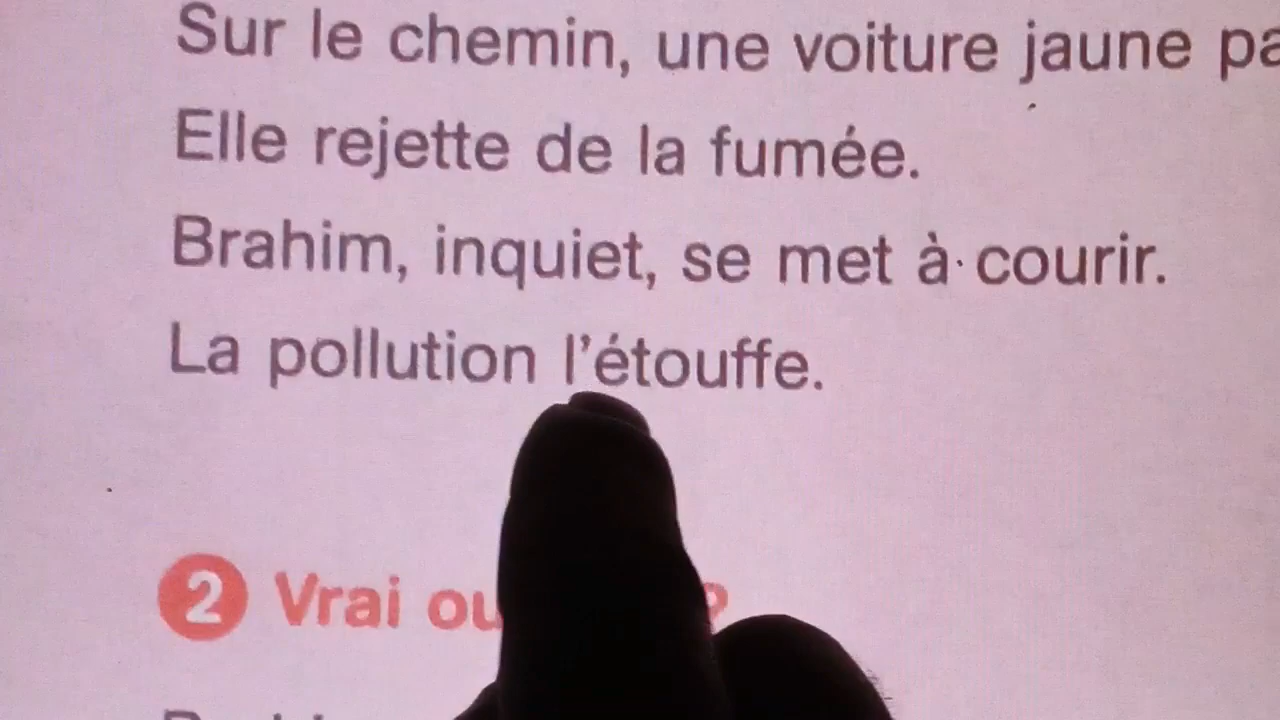 Sur le chemin, une voiture jaune
Elle rejette de la fumée.
Brahim, inquiet, se met à courir.
La pollution l'étouffe.
2 Vrai ou ?